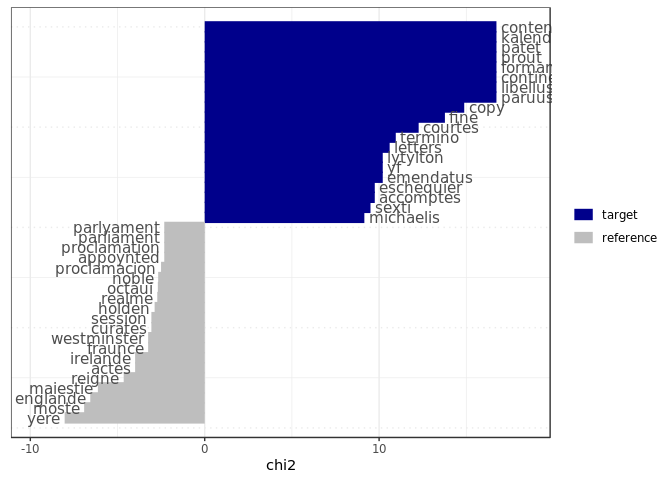 conten
kalend
patet
prout
forman
contine
libellus
paruus
copy
fine
courtes
termino
letters
lytylton
yf
emendatus
eschequier
accomptes
sexti
michaelis
parlyament
parliament
proclamation
appoynted
proclamacion
noble
octaui
realme
holden
session
curates
westminster
fraunce
irelande
actes
reigne
maiestie
englande
moste
yere
-10 0 10
chi2
target
reference